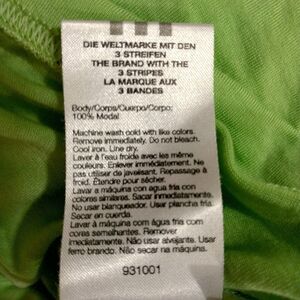 DIE WELTMARKE MIT DEN
3 STREIFEN
THE BRAND WITH THE
3 STRIPES
LA MARQUE AUX
3 BANDES
Body/Corps/Cuerpo/Corpo:
100% Modal
Machine wash cold with like colors.
Remove immediately. Do not bleach.
Cool iron. Line dry.
Lavar à l'eau froide avec les même
couleurs. Enlever immédiatement. Ne
pas utiliser de javelisant. Repassage à
froid. Étendre pour sécher.
Lavar a máquina con agua fria con
colores similares. Sacar inmediatamente.
No usar blanqueador. Usar plancha fria.
Secar en cuerda.
Lavar a máquina com água fria com
cores semelhantes. Remover
imediatamente. Não usar alvejante. Usar
ferro brando. Não secar na máquina.
931001